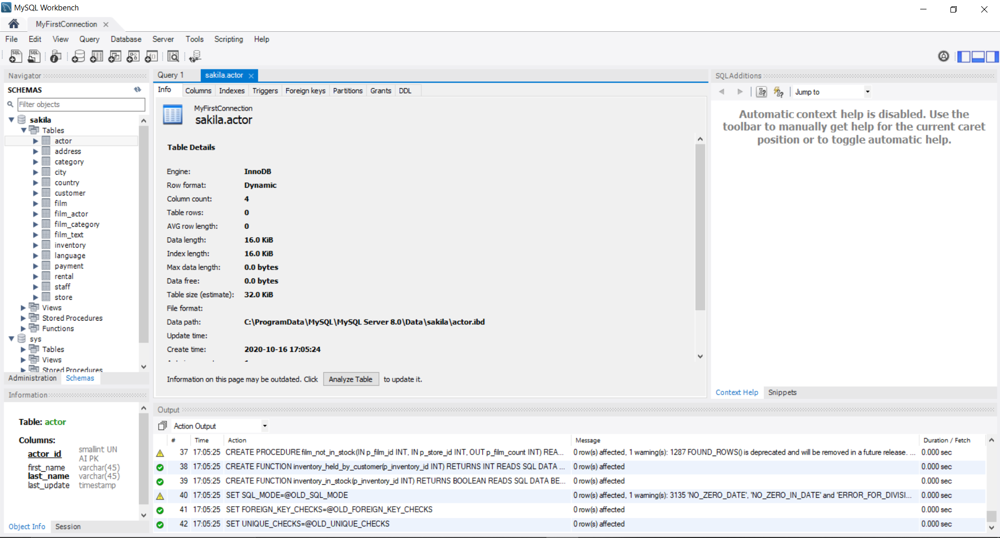 MySQL Workbench
MyFirstConnection
File Edit View Query Database Server Tools Scripting Help
Navigator
SCHEMAS
Filter objects
sakila
Tables
actor
address
category
city
country
customer
film
film_actor
film_category
film_text
inventory
language
payment
rental
staff
store
Views
Stored Procedures
Functions
sys
Tables
Views
Stored Procedures
Administration Schemas
Information
Table: actor
Columns:
actor_id smallint UN AI PK
first_name varchar(45)
last_name varchar(45)
last_update timestamp
Object Info Session
Query 1 sakila.actor
Info Columns Indexes Triggers Foreign keys Partitions Grants DDL
MyFirstConnection
sakila.actor
Table Details
Engine: InnoDB
Row format: Dynamic
Column count: 4
Table rows: 0
AVG row length: 0
Data length: 16.0 KiB
Index length: 16.0 KiB
Max data length: 0.0 bytes
Data free: 0.0 bytes
Table size (estimate): 32.0 KiB
File format:
Data path: C:\ProgramData\MySQL\MySQL Server 8.0\Data\sakila\actor.ibd
Update time:
Create time: 2020-10-16 17:05:24
Information on this page may be outdated. Click Analyze Table to update it.
SQLAdditions
Jump to
Automatic context help is disabled. Use the
toolbar to manually get help for the current caret
position or to toggle automatic help.
Context Help Snippets
Output
Action Output
# Time Action Message Duration / Fetch
37 17:05:25 CREATE PROCEDURE film_not_in_stock(IN p_film_id INT, IN p_store_id INT, OUT p_film_count INT) REA... 0 row(s) affected, 1 warning(s): 1287 FOUND_ROWS() is deprecated and will be removed in a future release. ... 0.000 sec
38 17:05:25 CREATE FUNCTION inventory_held_by_customer(p_inventory_id INT) RETURNS INT READS SQL DATA ... 0 row(s) affected 0.000 sec
39 17:05:25 CREATE FUNCTION inventory_in_stock(p_inventory_id INT) RETURNS BOOLEAN READS SQL DATA BE... 0 row(s) affected 0.000 sec
40 17:05:25 SET SQL_MODE=@OLD_SQL_MODE 0 row(s) affected, 1 warning(s): 3135 'NO_ZERO_DATE', 'NO_ZERO_IN_DATE' and 'ERROR_FOR_DIVISI... 0.000 sec
41 17:05:25 SET FOREIGN_KEY_CHECKS=@OLD_FOREIGN_KEY_CHECKS 0 row(s) affected 0.000 sec
42 17:05:25 SET UNIQUE_CHECKS=@OLD_UNIQUE_CHECKS 0 row(s) affected 0.000 sec